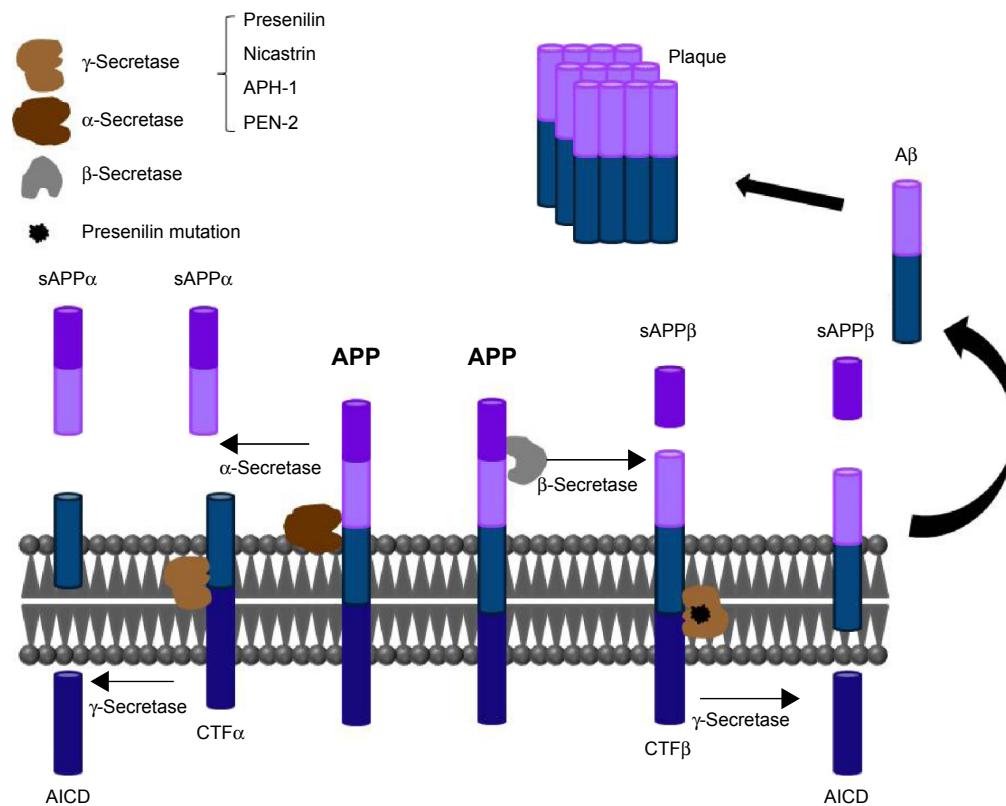 γ-Secretase
Presenilin
Nicastrin
APH-1
PEN-2
α-Secretase
β-Secretase
Presenilin mutation
Plaque
Aβ
sAPPα
sAPPα
APP
APP
sAPPβ
sAPPβ
α-Secretase
β-Secretase
γ-Secretase
CTFα
AICD
CTFβ
γ-Secretase
AICD